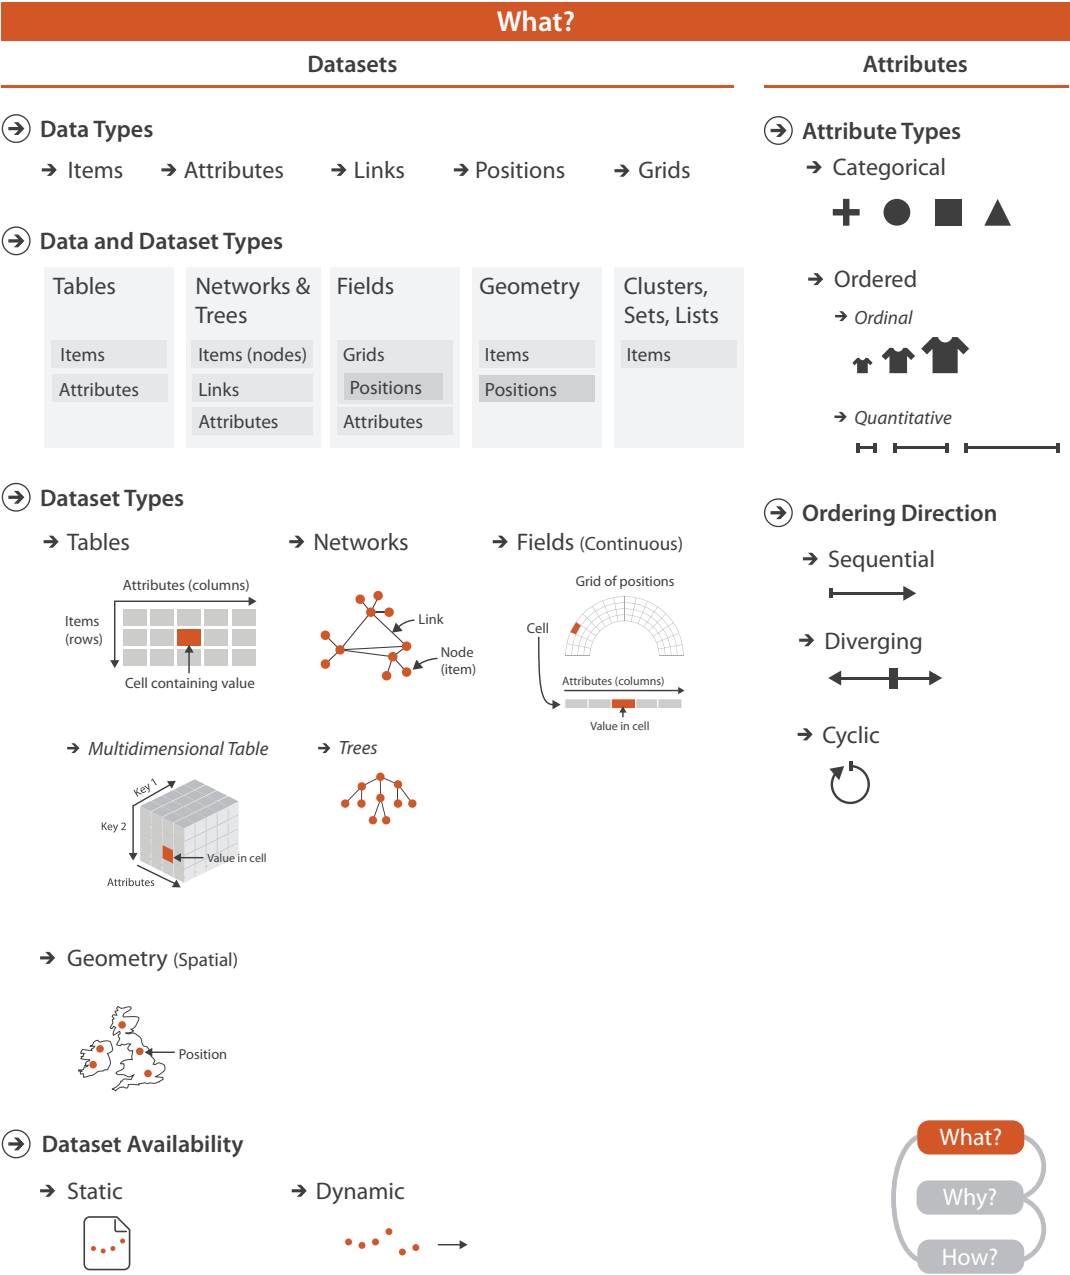 What?
Datasets
Attributes
Data Types
Items
Attributes
Links
Positions
Grids
Data and Dataset Types
Tables
Items
Attributes
Networks &
Trees
Items (nodes)
Links
Attributes
Fields
Grids
Positions
Attributes
Geometry
Items
Positions
Clusters,
Sets, Lists
Items
Dataset Types
Tables
Attributes (columns)
Items
(rows)
Cell containing value
Networks
Link
Node
(item)
Fields (Continuous)
Grid of positions
Cell
Attributes (columns)
Value in cell
Multidimensional Table
Key 1
Key 2
Value in cell
Attributes
Trees
Geometry (Spatial)
Position
Dataset Availability
Static
Dynamic
Attribute Types
Categorical
Ordered
Ordinal
Quantitative
Ordering Direction
Sequential
Diverging
Cyclic
What?
Why?
How?